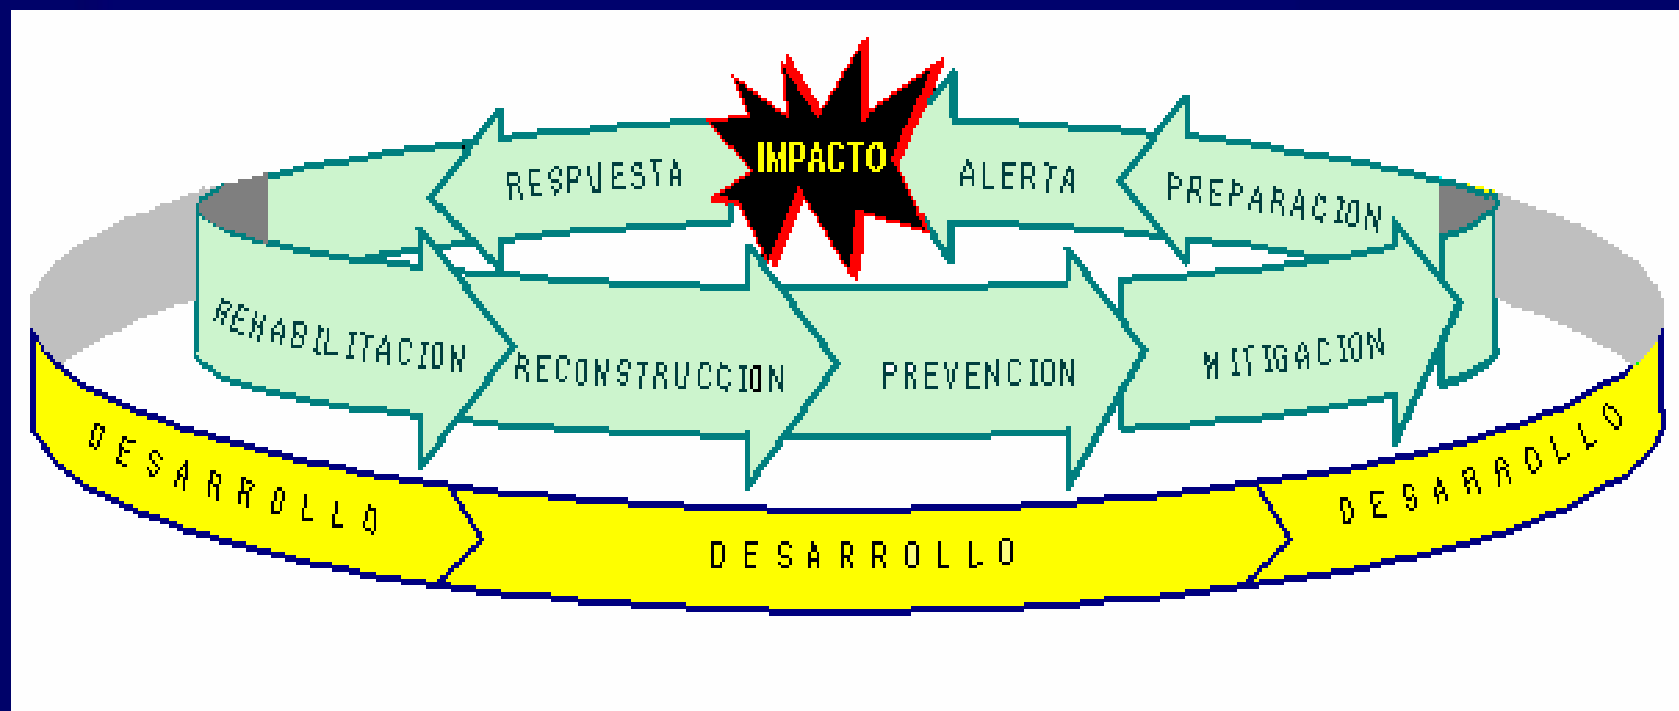 IMPACTO
RESPUESTA
ALERTA
PREPARACION
REHABILITACION
RECONSTRUCCION
PREVENCION
MITIGACION
DESARROLLO
DESARROLLO
DESARROLLO